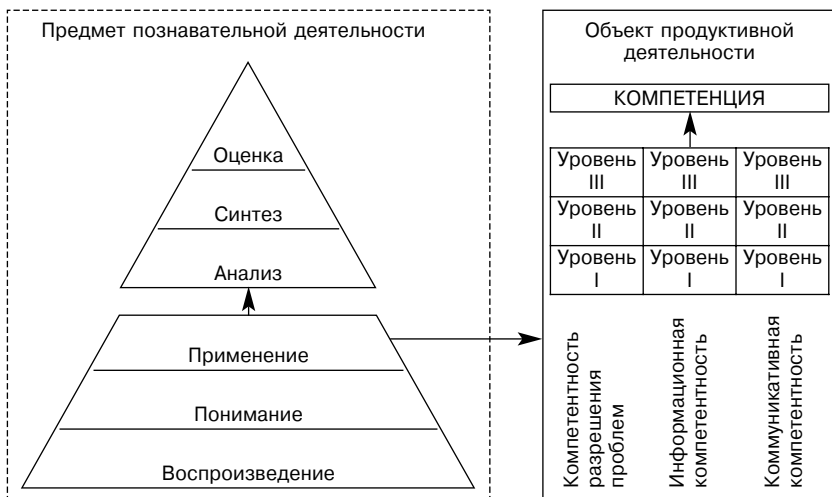 Предмет познавательной деятельности
Оценка
Синтез
Анализ
Применение
Понимание
Воспроизведение
Объект продуктивной
деятельности
КОМПЕТЕНЦИЯ
Уровень III Уровень III Уровень III
Уровень II Уровень II Уровень II
Уровень I Уровень I Уровень I
Компетентность
разрешения
проблем
Информационная
компетентность
Коммуникативная
компетентность